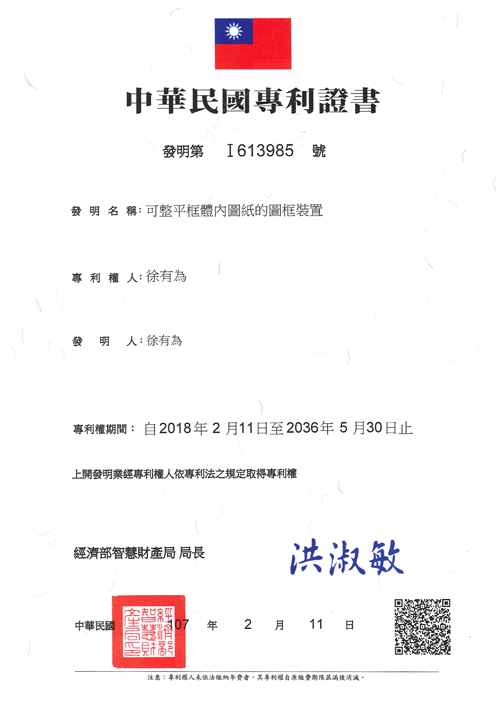 中華民國專利證書
發明第 I613985 號
發明名稱：可整平框體內圖紙的圖框裝置
專利權人：徐有為
發明人：徐有為
專利權期間： 自2018年 2 月11日至2036年 5 月30日止
上開發明業經專利權人依專利法之規定取得專利權
經濟部智慧財產局 局長 洪淑敏
中華民國 107 年 2 月 11 日
經濟部智慧財產局印
注意：專利權人未依法繳納年費者，其專利權自原繳費期限屆滿後消滅。